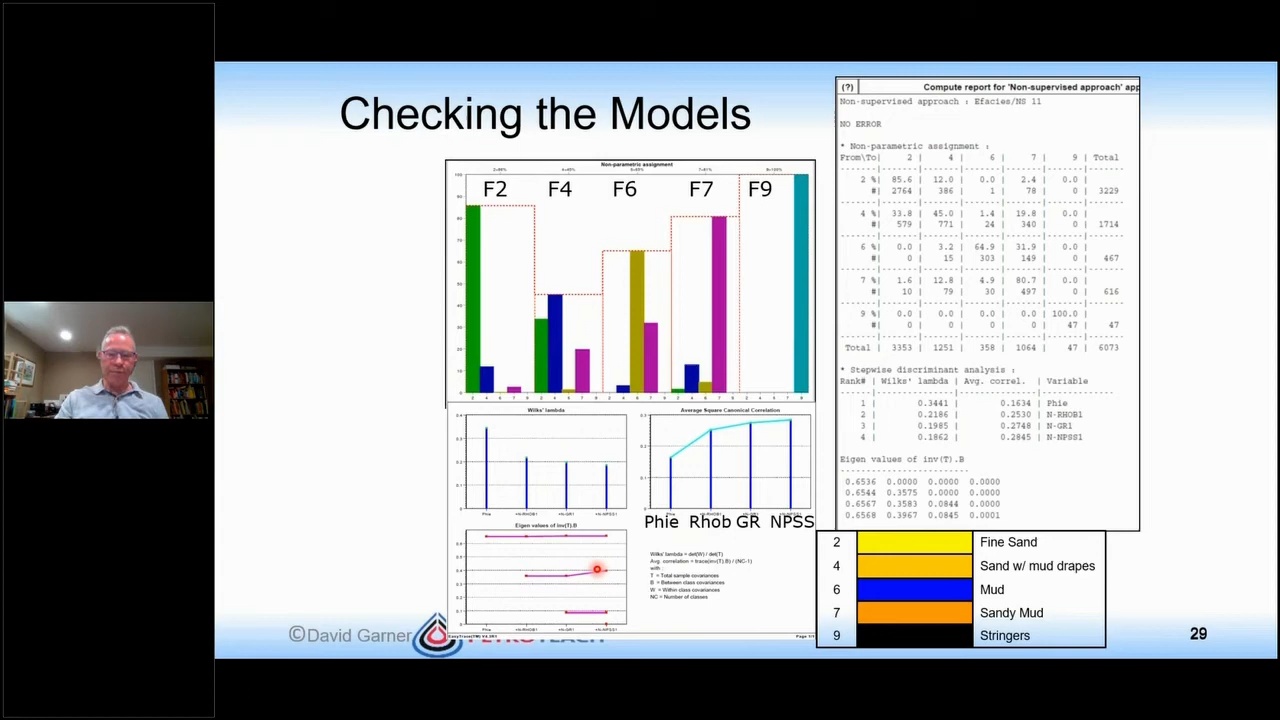 Checking the Models
Non-parametric assignment
F2 F4 F6 F7 F9
100
Wilks' lambda
Average Square Canonical Correlation
Phie +N-RHOB1 +N-GR1 +N-NPSS1
Phie Rhob GR NPSS
Eigen values of inv(T).B
Phie +N-RHOB1 +N-GR1 +N-NPSS1
Wilks' lambda = det(W) / det(T)
Avg. correlation = trace(inv(T).B) / (NC-1)
with :
T = Total sample covariances
B = Between class covariances
W = Within class covariances
NC = Number of classes
(?) Compute report for 'Non-supervised approach' app
Non-supervised approach : Efacies/NS 11
NO ERROR
* Non-parametric assignment :
From\To| 2 | 4 | 6 | 7 | 9 | Total
2 %| 85.6 | 12.0 | 0.0 | 2.4 | 0.0 |
#| 2764 | 386 | 1 | 78 | 0 | 3229
4 %| 33.8 | 45.0 | 1.4 | 19.8 | 0.0 |
#| 579 | 771 | 24 | 340 | 0 | 1714
6 %| 0.0 | 3.2 | 64.9 | 31.9 | 0.0 |
#| 0 | 15 | 303 | 149 | 0 | 467
7 %| 1.6 | 12.8 | 4.9 | 80.7 | 0.0 |
#| 10 | 79 | 30 | 497 | 0 | 616
9 %| 0.0 | 0.0 | 0.0 | 0.0 | 100.0 |
#| 0 | 0 | 0 | 0 | 47 | 47
Total | 3353 | 1251 | 358 | 1064 | 47 | 6073
* Stepwise discriminant analysis :
Rank# | Wilks' lambda | Avg. correl. | Variable
1 | 0.3441 | 0.1634 | Phie
2 | 0.2186 | 0.2530 | N-RHOB1
3 | 0.1985 | 0.2748 | N-GR1
4 | 0.1862 | 0.2845 | N-NPSS1
Eigen values of inv(T).B
0.6536 0.0000 0.0000 0.0000
0.6544 0.3575 0.0000 0.0000
0.6567 0.3583 0.0844 0.0000
0.6568 0.3967 0.0845 0.0001
2 Fine Sand
4 Sand w/ mud drapes
6 Mud
7 Sandy Mud
9 Stringers
©David Garner
29